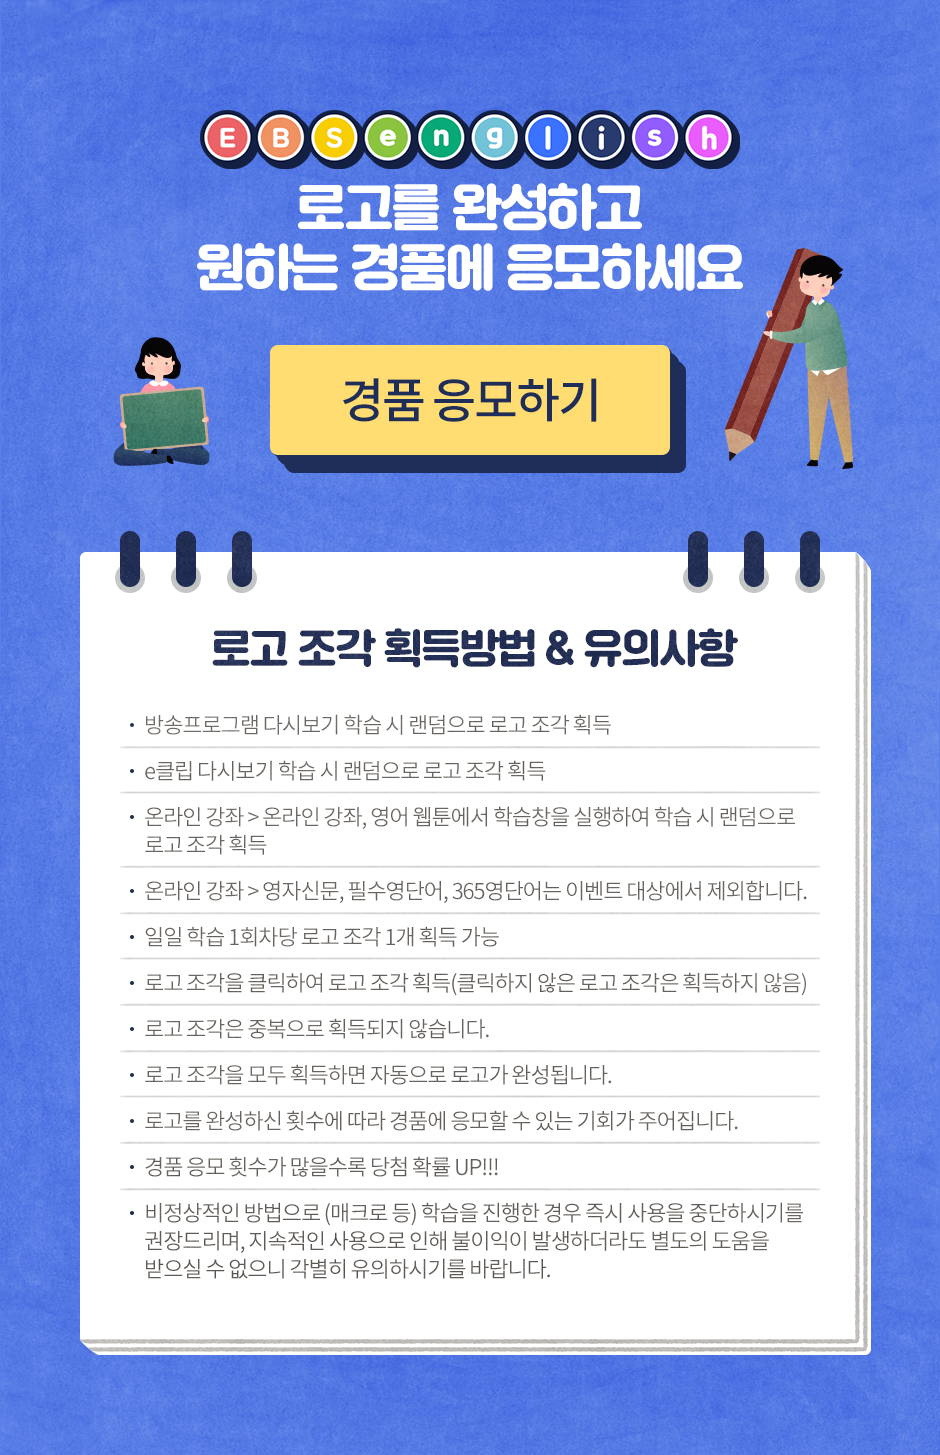 EBSenglish
로고를 완성하고
원하는 경품에 응모하세요
경품 응모하기
로고 조각 획득방법 & 유의사항
• 방송프로그램 다시보기 학습 시 랜덤으로 로고 조각 획득
• e클립 다시보기 학습 시 랜덤으로 로고 조각 획득
• 온라인 강좌 > 온라인 강좌, 영어 웹툰에서 학습창을 실행하여 학습 시 랜덤으로
로고 조각 획득
• 온라인 강좌 > 영자신문, 필수영단어, 365영단어는 이벤트 대상에서 제외합니다.
• 일일 학습 1회차당 로고 조각 1개 획득 가능
• 로고 조각을 클릭하여 로고 조각 획득(클릭하지 않은 로고 조각은 획득하지 않음)
• 로고 조각은 중복으로 획득되지 않습니다.
• 로고 조각을 모두 획득하면 자동으로 로고가 완성됩니다.
• 로고를 완성하신 횟수에 따라 경품에 응모할 수 있는 기회가 주어집니다.
• 경품 응모 횟수가 많을수록 당첨 확률 UP!!!
• 비정상적인 방법으로 (매크로 등) 학습을 진행한 경우 즉시 사용을 중단하시기를
권장드리며, 지속적인 사용으로 인해 불이익이 발생하더라도 별도의 도움을
받으실 수 없으니 각별히 유의하시기를 바랍니다.